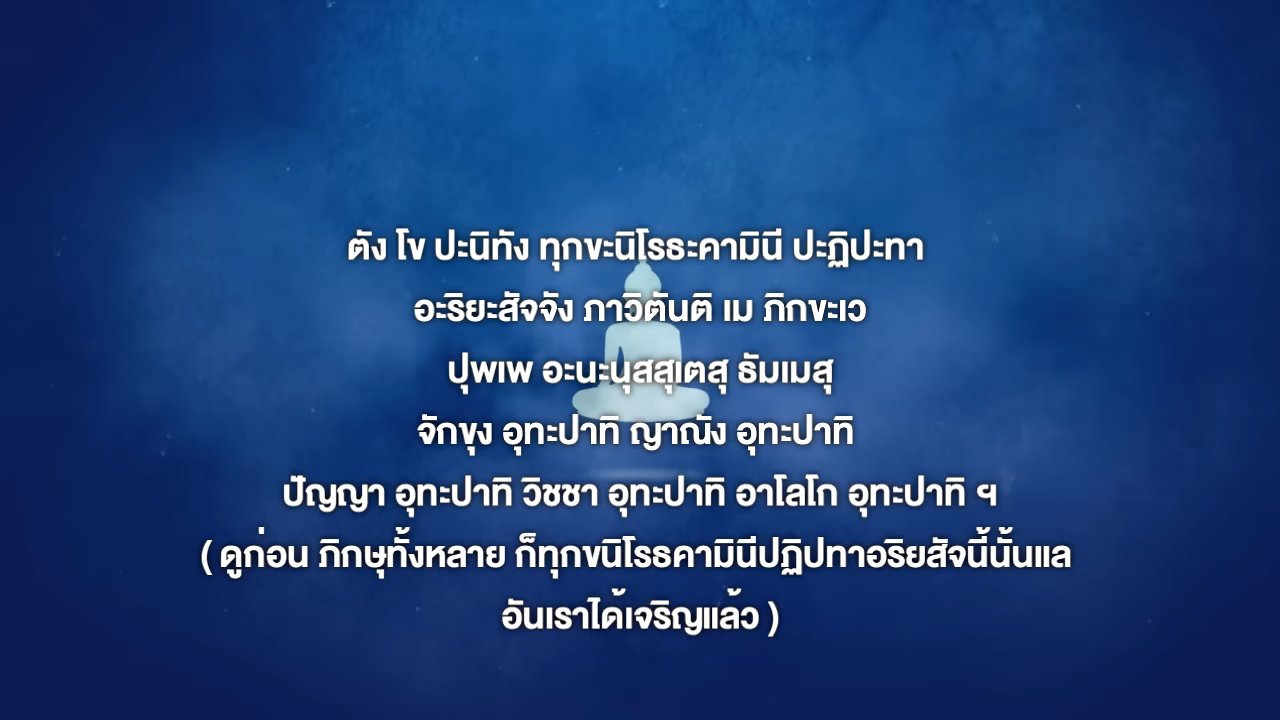 ตัง โข ปะนิทัง ทุกขะนิโรธะคามินี ปะฏิปะทา
อะริยะสัจจัง ภาวิตันติ เม ภิกขะเว
ปุพเพ อะนะนุสสุเตสุ ธัมเมสุ
จักขุง อุทะปาทิ ญาณัง อุทะปาทิ
ปัญญา อุทะปาทิ วิชชา อุทะปาทิ อาโลโก อุทะปาทิ ฯ
( ดูก่อน ภิกษุทั้งหลาย ก็ทุกขนิโรธคามินีปฏิปทาอริยสัจนี้นั้นแล
อันเราได้เจริญแล้ว )